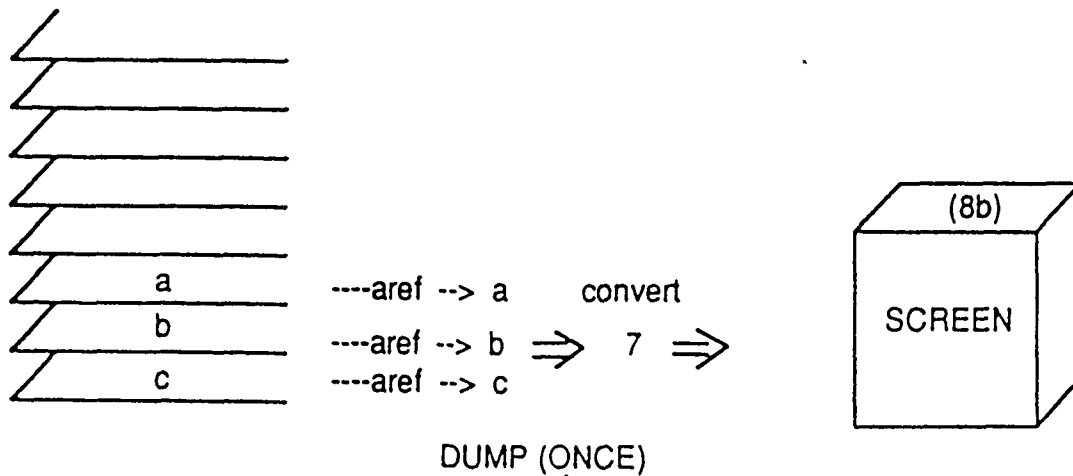 (8b)
a ----aref --> a convert
b ----aref --> b ⇒ 7 ⇒ SCREEN
c ----aref --> c
DUMP (ONCE)